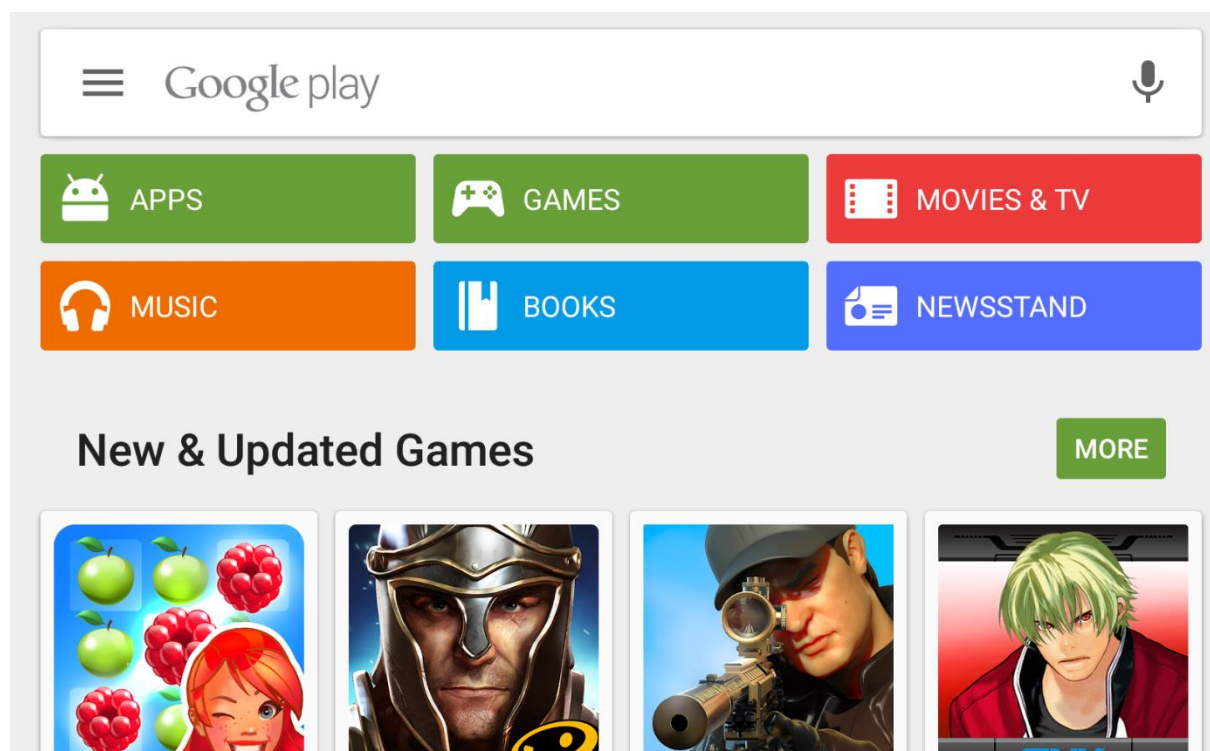 Google play
APPS
GAMES
MOVIES & TV
MUSIC
BOOKS
NEWSSTAND
New & Updated Games
MORE